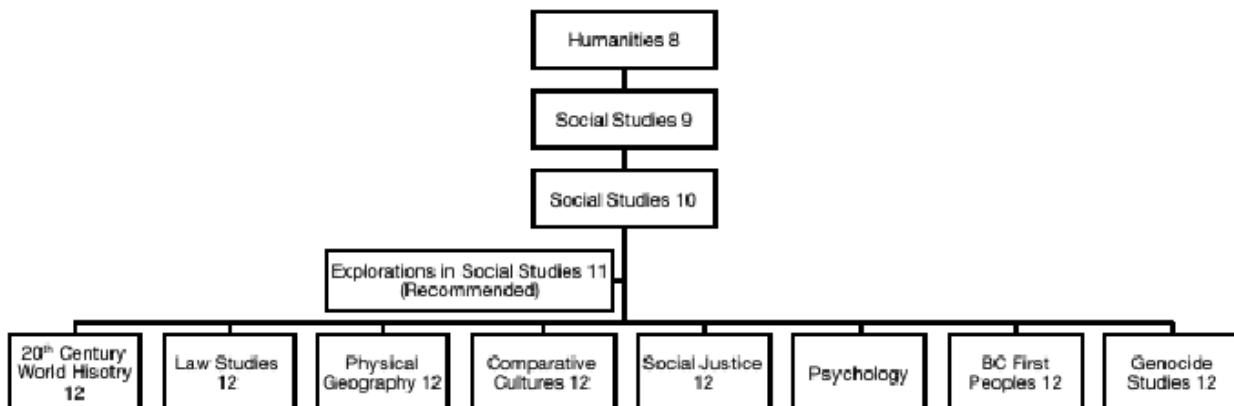 Humanities 8
Social Studies 9
Social Studies 10
Explorations in Social Studies 11
(Recommended)
20th Century
World Hisotry
12
Law Studies
12
Physical
Geography 12
Comparative
Cultures 12
Social Justice
12
Psychology
BC First
Peoples 12
Genocide
Studies 12